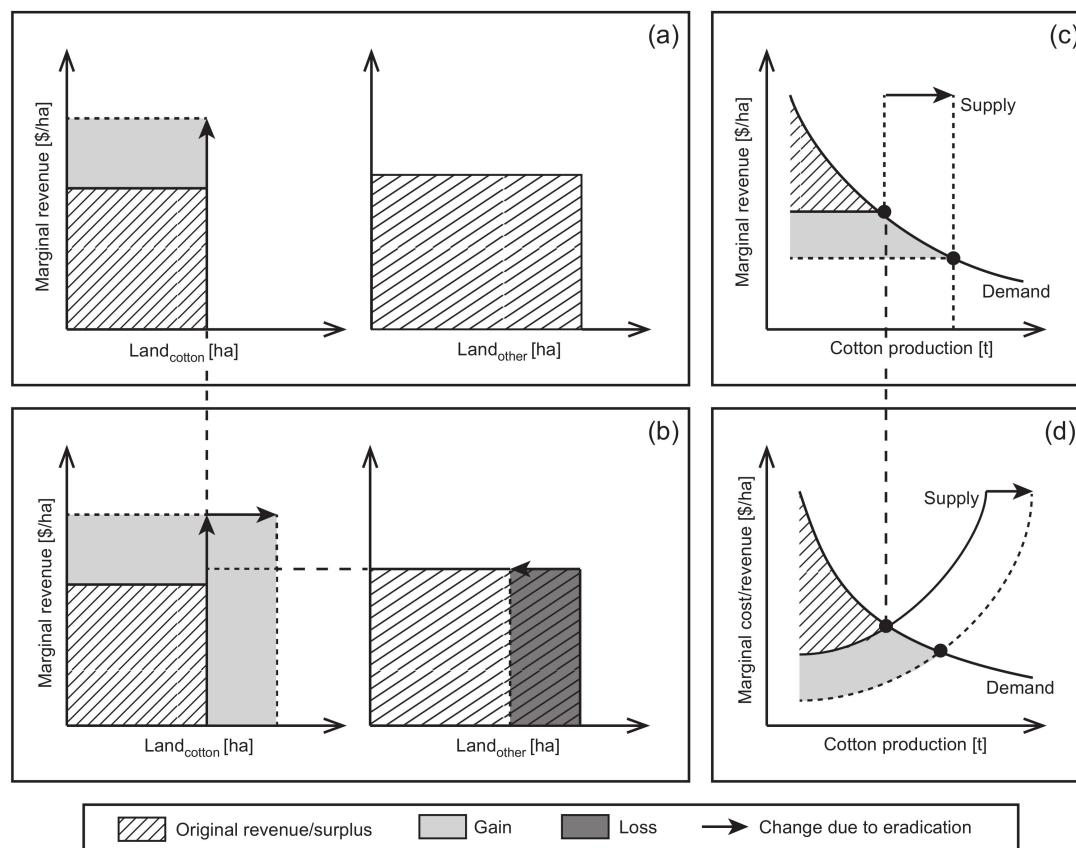 (a)
Marginal revenue [$/ha]
Land_cotton [ha]
Land_other [ha]
(c)
Marginal revenue [$/ha]
Supply
Demand
Cotton production [t]
(b)
Marginal revenue [$/ha]
Land_cotton [ha]
Land_other [ha]
(d)
Marginal cost/revenue [$/ha]
Supply
Demand
Cotton production [t]
Original revenue/surplus Gain Loss Change due to eradication